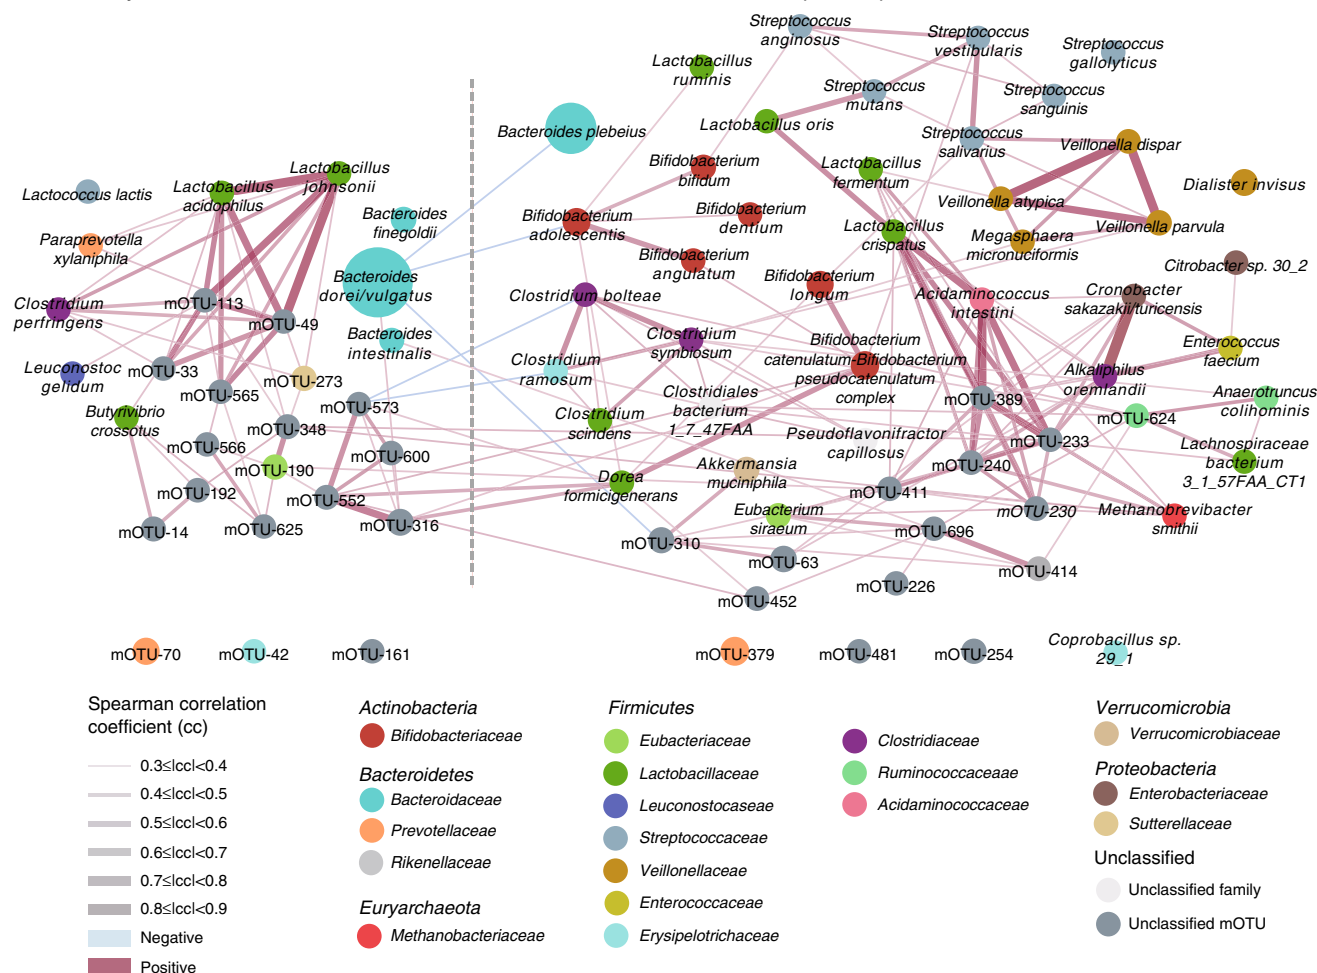 Streptococcus
anginosus
Streptococcus
vestibularis
Streptococcus
gallolyticus
Lactobacillus
ruminis
Streptococcus
mutans
Streptococcus
sanguinis
Bacteroides plebeius
Lactobacillus oris
Streptococcus
salivarius
Veillonella dispar
Lactococcus lactis
Lactobacillus
acidophilus
Lactobacillus
johnsonii
Bifidobacterium
bifidum
Lactobacillus
fermentum
Dialister invisus
Bacteroides
finegoldii
Bifidobacterium
adolescentis
Bifidobacterium
dentium
Veillonella atypica
Veillonella parvula
Paraprevotella
xylaniphila
Lactobacillus
crispatus
Megasphaera
micronuciformis
Bacteroides
dorei/vulgatus
Bifidobacterium
angulatum
Bifidobacterium
longum
Citrobacter sp. 30_2
Clostridium
perfringens
mOTU-113
mOTU-49
Clostridium bolteae
Acidaminococcus
intestini
Cronobacter
sakazakii/turicensis
Bacteroides
intestinalis
Clostridium
symbiosum
Bifidobacterium
catenulatum-Bifidobacterium
pseudocatenulatum
complex
Enterococcus
faecium
Leuconostoc
gelidum
mOTU-33
mOTU-273
Clostridium
ramosum
Alkaliphilus
oremlandii
mOTU-565
mOTU-573
Clostridiales
bacterium
1_7_47FAA
mOTU-389
mOTU-624
Anaerotruncus
colihominis
Butyrivibrio
crossotus
mOTU-348
Clostridium
scindens
mOTU-566
mOTU-600
Pseudoflavonifractor
capillosus
mOTU-233
Lachnospiraceae
bacterium
3_1_57FAA_CT1
mOTU-190
Dorea
formicigenerans
Akkermansia
muciniphila
mOTU-240
mOTU-192
mOTU-552
mOTU-411
mOTU-14
mOTU-625
mOTU-316
Eubacterium
siraeum
mOTU-230
Methanobrevibacter
smithii
mOTU-310
mOTU-696
mOTU-63
mOTU-414
mOTU-226
mOTU-452
mOTU-70
mOTU-42
mOTU-161
mOTU-379
mOTU-481
mOTU-254
Coprobacillus sp.
29_1
Spearman correlation
coefficient (cc)
0.3≤lccl<0.4
0.4≤lccl<0.5
0.5≤lccl<0.6
0.6≤lccl<0.7
0.7≤lccl<0.8
0.8≤lccl<0.9
Negative
Positive
Actinobacteria
Bifidobacteriaceae
Bacteroidetes
Bacteroidaceae
Prevotellaceae
Rikenellaceae
Euryarchaeota
Methanobacteriaceae
Firmicutes
Eubacteriaceae
Lactobacillaceae
Leuconostocaseae
Streptococcaceae
Veillonellaceae
Enterococcaceae
Erysipelotrichaceae
Clostridiaceae
Ruminococcaceaae
Acidaminococcaceae
Verrucomicrobia
Verrucomicrobiaceae
Proteobacteria
Enterobacteriaceae
Sutterellaceae
Unclassified
Unclassified family
Unclassified mOTU